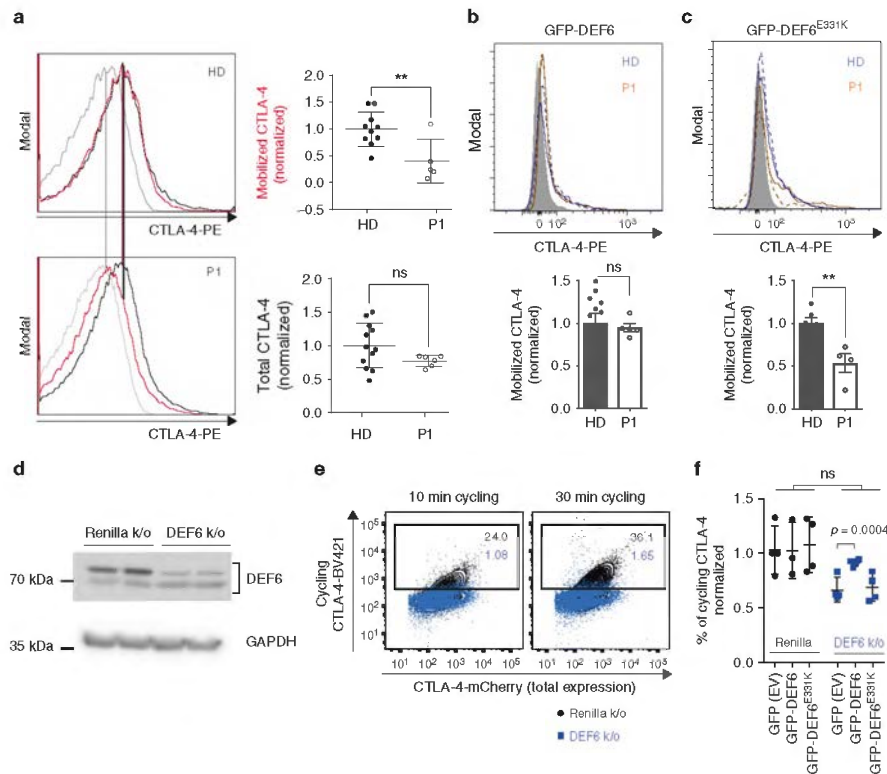 a
HD
Modal
CTLA-4-PE
P1
Modal
CTLA-4-PE
**
Mobilized CTLA-4
(normalized)
2.0
1.5
1.0
0.5
0.0
−0.5
HD P1
ns
Total CTLA-4
(normalized)
2.0
1.5
1.0
0.5
0.0
HD P1
b
GFP-DEF6
HD
P1
Modal
0 10² 10³
CTLA-4-PE
ns
Mobilized CTLA-4
(normalized)
1.5
1.0
0.5
0.0
HD P1
c
GFP-DEF6E331K
HD
P1
Modal
0 10² 10³
CTLA-4-PE
**
Mobilized CTLA-4
(normalized)
1.5
1.0
0.5
0.0
HD P1
d
Renilla k/o DEF6 k/o
70 kDa
DEF6
35 kDa
GAPDH
e
10 min cycling 30 min cycling
Cycling
CTLA-4-BV421
10⁵
10⁴
10³
10²
10¹
24.0
1.08
36.1
1.65
10¹ 10² 10³ 10⁴ 10⁵ 10¹ 10² 10³ 10⁴ 10⁵
CTLA-4-mCherry (total expression)
Renilla k/o
DEF6 k/o
f
ns
p = 0.0004
% of cycling CTLA-4
normalized
1.5
1.0
0.5
0.0
Renilla DEF6 k/o
GFP (EV)
GFP-DEF6
GFP-DEF6E331K
GFP (EV)
GFP-DEF6
GFP-DEF6E331K